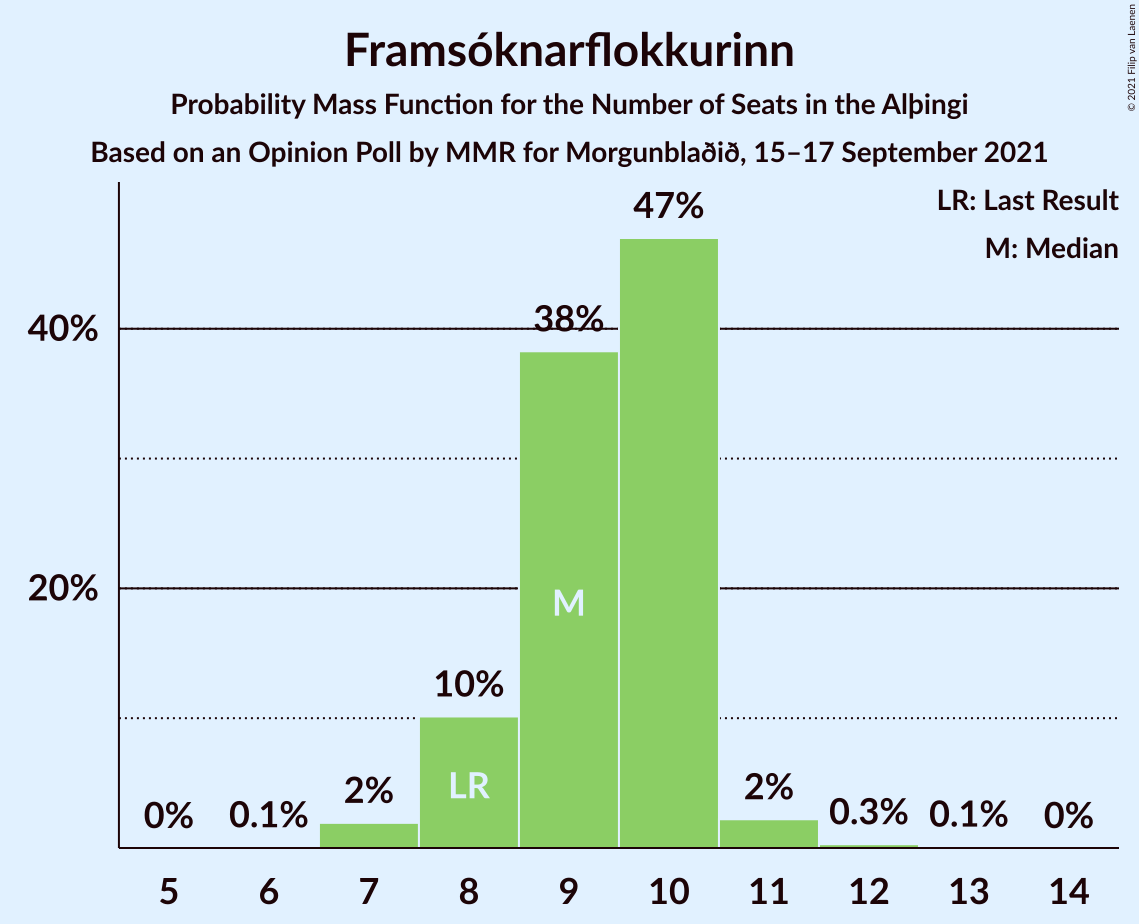 Framsóknarflokkurinn
Probability Mass Function for the Number of Seats in the Alþingi
Based on an Opinion Poll by MMR for Morgunblaðið, 15–17 September 2021
© 2021 Filip van Laenen
LR: Last Result
M: Median
40%
20%
0%
0.1%
2%
10%
38%
47%
2%
0.3%
0.1%
0%
LR
M
5 6 7 8 9 10 11 12 13 14